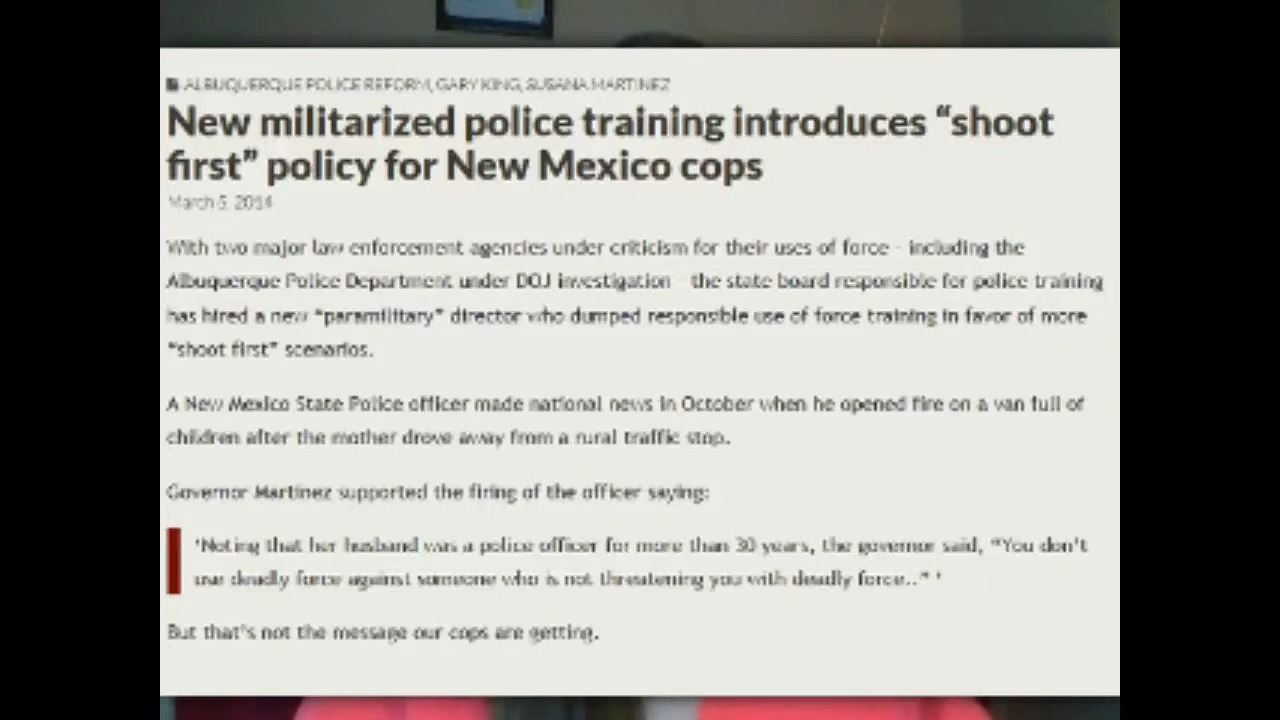 ALBUQUERQUE POLICE REFORM, GARY KING, SUSANA MARTINEZ
New militarized police training introduces “shoot
first” policy for New Mexico cops
March 5, 2014
With two major law enforcement agencies under criticism for their uses of force - including the
Albuquerque Police Department under DOJ investigation - the state board responsible for police training
has hired a new “paramilitary” director who dumped responsible use of force training in favor of more
“shoot first” scenarios.
A New Mexico State Police officer made national news in October when he opened fire on a van full of
children after the mother drove away from a rural traffic stop.
Governor Martinez supported the firing of the officer saying:
'Noting that her husband was a police officer for more than 30 years, the governor said, “You don't
use deadly force against someone who is not threatening you with deadly force..” '
But that's not the message our cops are getting.